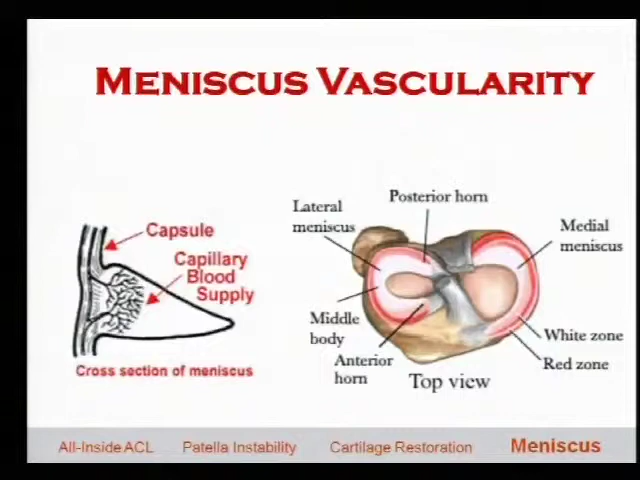 MENISCUS VASCULARITY
Capsule
Capillary
Blood
Supply
Cross section of meniscus
Lateral
meniscus
Posterior horn
Medial
meniscus
Middle
body
Anterior
horn
White zone
Red zone
Top view
All-Inside ACL Patella Instability Cartilage Restoration Meniscus